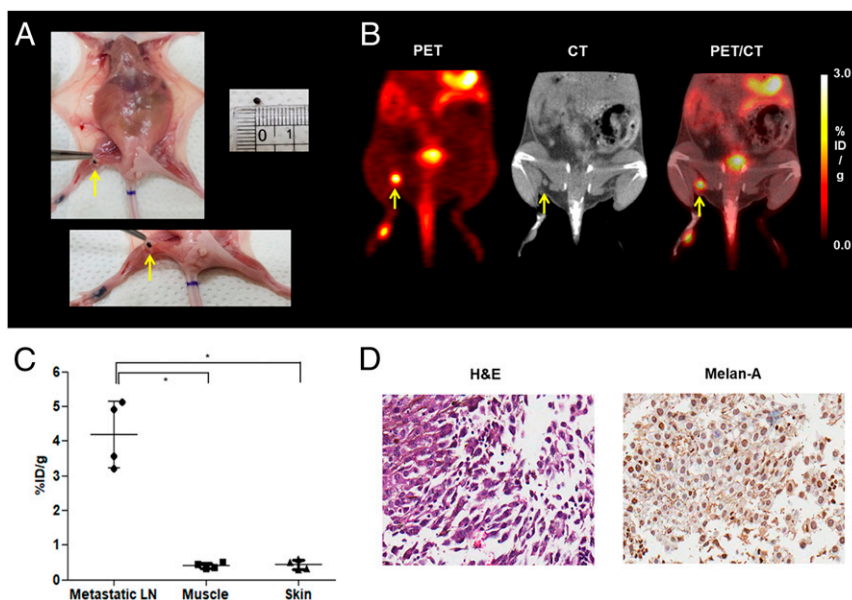 A
0 1
B
PET CT PET/CT
3.0
%
ID
/
g
0.0
C
6
5
4
3
2
1
0
%ID/g
*
*
Metastatic LN Muscle Skin
D
H&E Melan-A